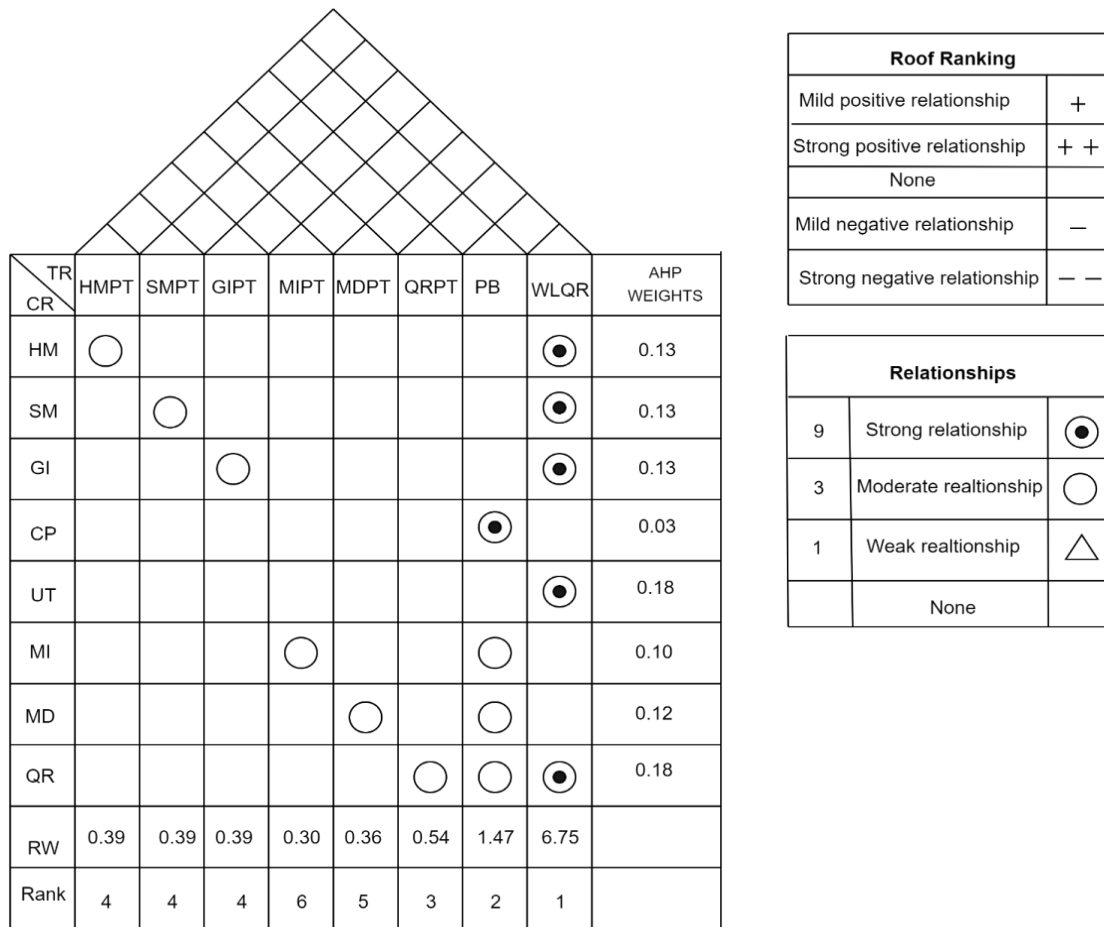 TR
CR
HMPT SMPT GIPT MIPT MDPT QRPT PB WLQR AHP WEIGHTS
HM 0.13
SM 0.13
GI 0.13
CP 0.03
UT 0.18
MI 0.10
MD 0.12
QR 0.18
RW 0.39 0.39 0.39 0.30 0.36 0.54 1.47 6.75
Rank 4 4 4 6 5 3 2 1
Roof Ranking
Mild positive relationship +
Strong positive relationship + +
None
Mild negative relationship −
Strong negative relationship − −
Relationships
9 Strong relationship
3 Moderate realtionship
1 Weak realtionship
None